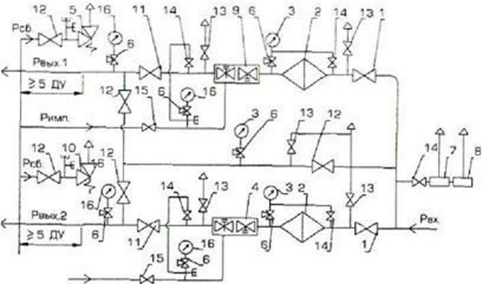 12 5 16 11 14 13 9 6 3 2 14 13 1
Рсб.
6
Рвых.1
≥ 5 ДУ
12 15 6 16 3 13 12
Римп.
6
12 10 16 12
Рсб.
14 7 8
16 14 13 4 3 2 13
Рвых.2
Рвх.
≥ 5 ДУ
6 11 16 6 14 1
6
15